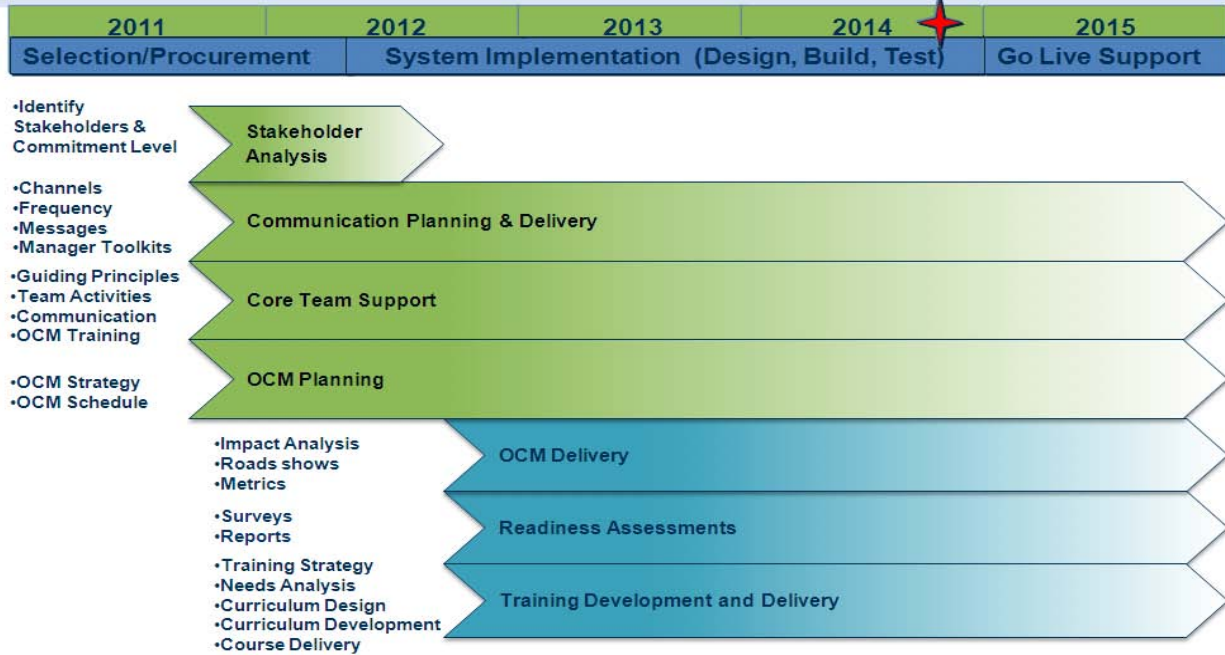 2011 2012 2013 2014 2015
Selection/Procurement System Implementation (Design, Build, Test) Go Live Support
•Identify
Stakeholders &
Commitment Level
Stakeholder
Analysis
•Channels
•Frequency
•Messages
•Manager Toolkits
Communication Planning & Delivery
•Guiding Principles
•Team Activities
•Communication
•OCM Training
Core Team Support
•OCM Strategy
•OCM Schedule
OCM Planning
•Impact Analysis
•Roads shows
•Metrics
OCM Delivery
•Surveys
•Reports
Readiness Assessments
•Training Strategy
•Needs Analysis
•Curriculum Design
•Curriculum Development
•Course Delivery
Training Development and Delivery